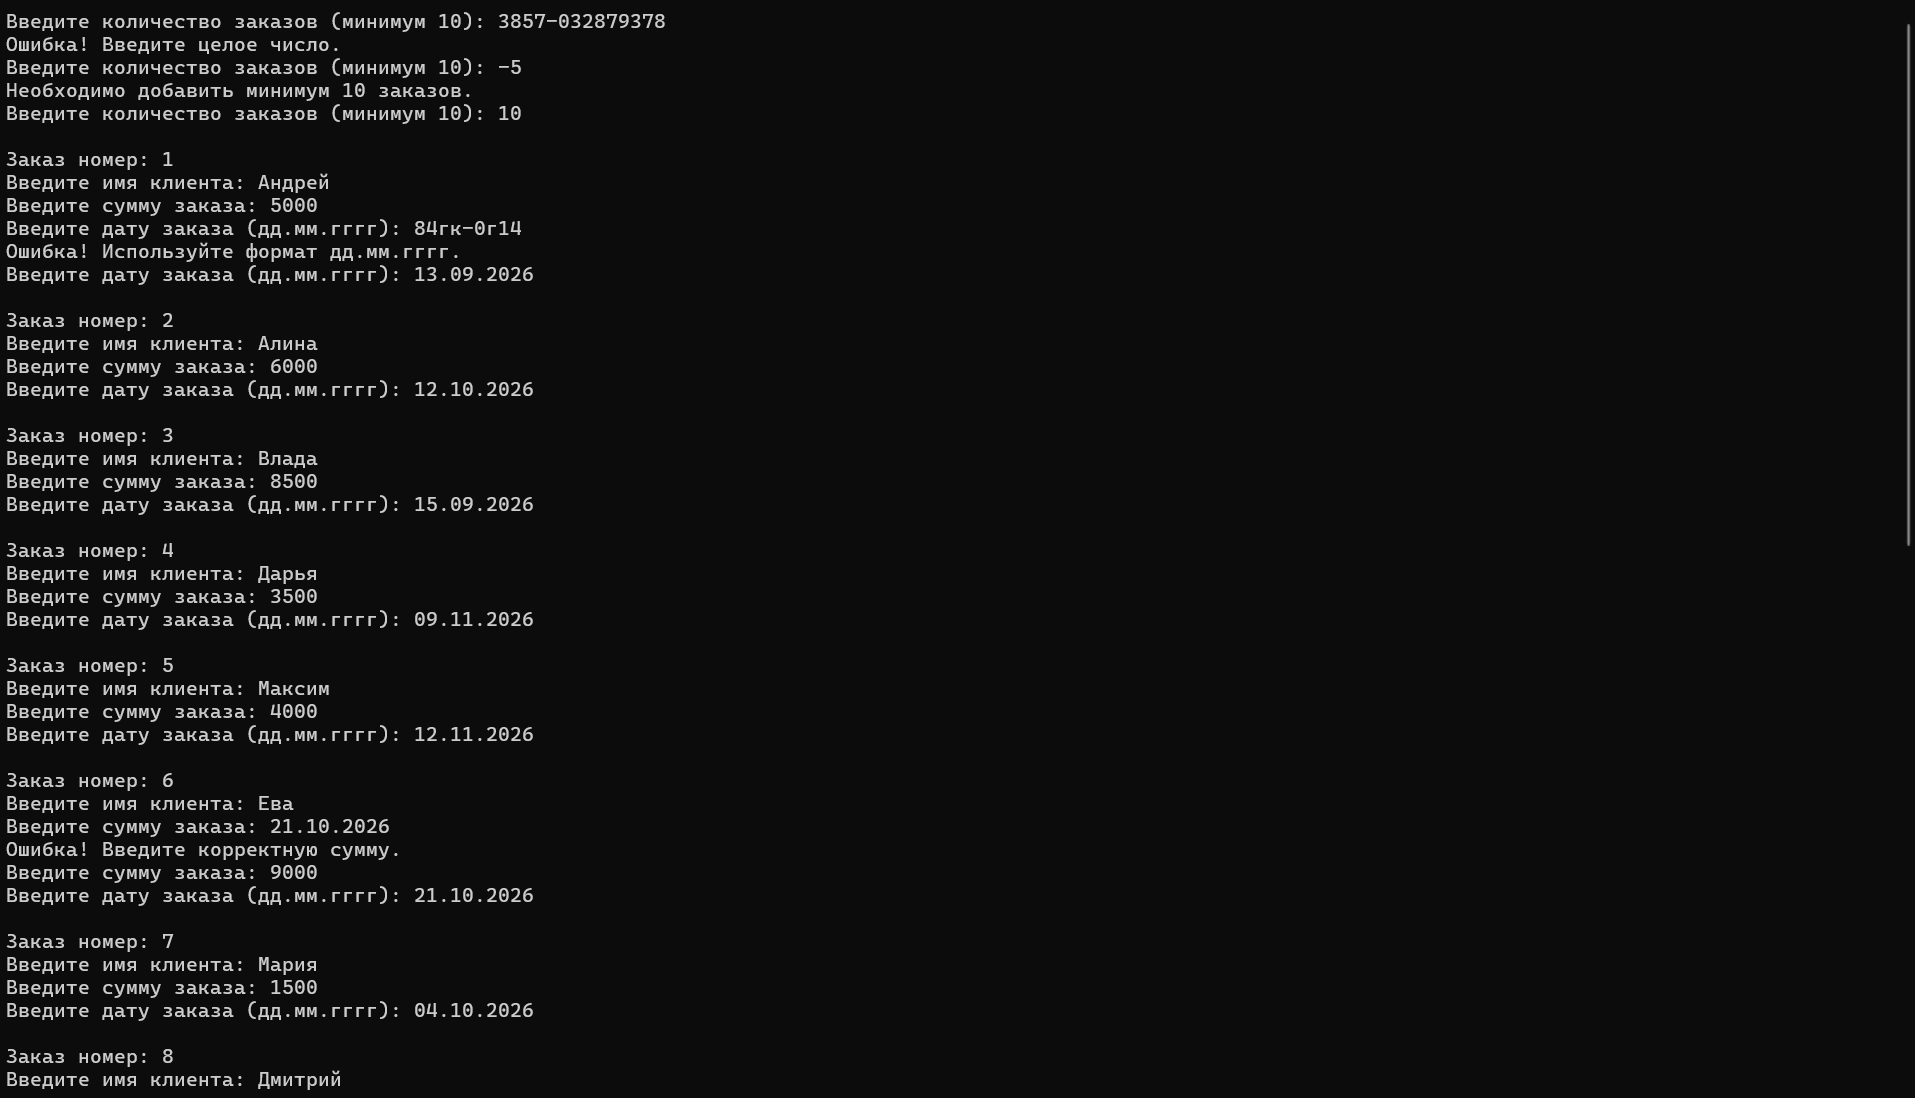 Введите количество заказов (минимум 10): 3857-032879378
Ошибка! Введите целое число.
Введите количество заказов (минимум 10): -5
Необходимо добавить минимум 10 заказов.
Введите количество заказов (минимум 10): 10
Заказ номер: 1
Введите имя клиента: Андрей
Введите сумму заказа: 5000
Введите дату заказа (дд.мм.гггг): 84гк-0г14
Ошибка! Используйте формат дд.мм.гггг.
Введите дату заказа (дд.мм.гггг): 13.09.2026
Заказ номер: 2
Введите имя клиента: Алина
Введите сумму заказа: 6000
Введите дату заказа (дд.мм.гггг): 12.10.2026
Заказ номер: 3
Введите имя клиента: Влада
Введите сумму заказа: 8500
Введите дату заказа (дд.мм.гггг): 15.09.2026
Заказ номер: 4
Введите имя клиента: Дарья
Введите сумму заказа: 3500
Введите дату заказа (дд.мм.гггг): 09.11.2026
Заказ номер: 5
Введите имя клиента: Максим
Введите сумму заказа: 4000
Введите дату заказа (дд.мм.гггг): 12.11.2026
Заказ номер: 6
Введите имя клиента: Ева
Введите сумму заказа: 21.10.2026
Ошибка! Введите корректную сумму.
Введите сумму заказа: 9000
Введите дату заказа (дд.мм.гггг): 21.10.2026
Заказ номер: 7
Введите имя клиента: Мария
Введите сумму заказа: 1500
Введите дату заказа (дд.мм.гггг): 04.10.2026
Заказ номер: 8
Введите имя клиента: Дмитрий